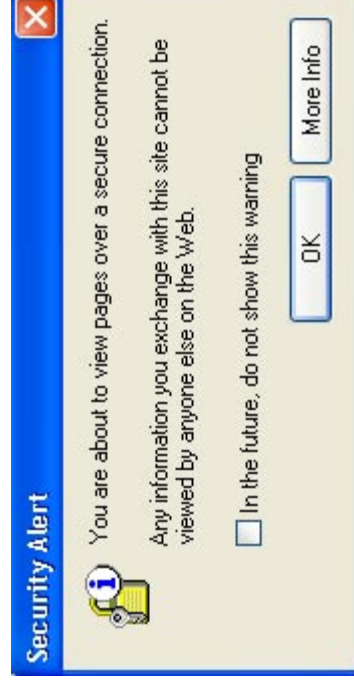 Security Alert
You are about to view pages over a secure connection.
Any information you exchange with this site cannot be
viewed by anyone else on the Web.
In the future, do not show this warning
OK
More Info